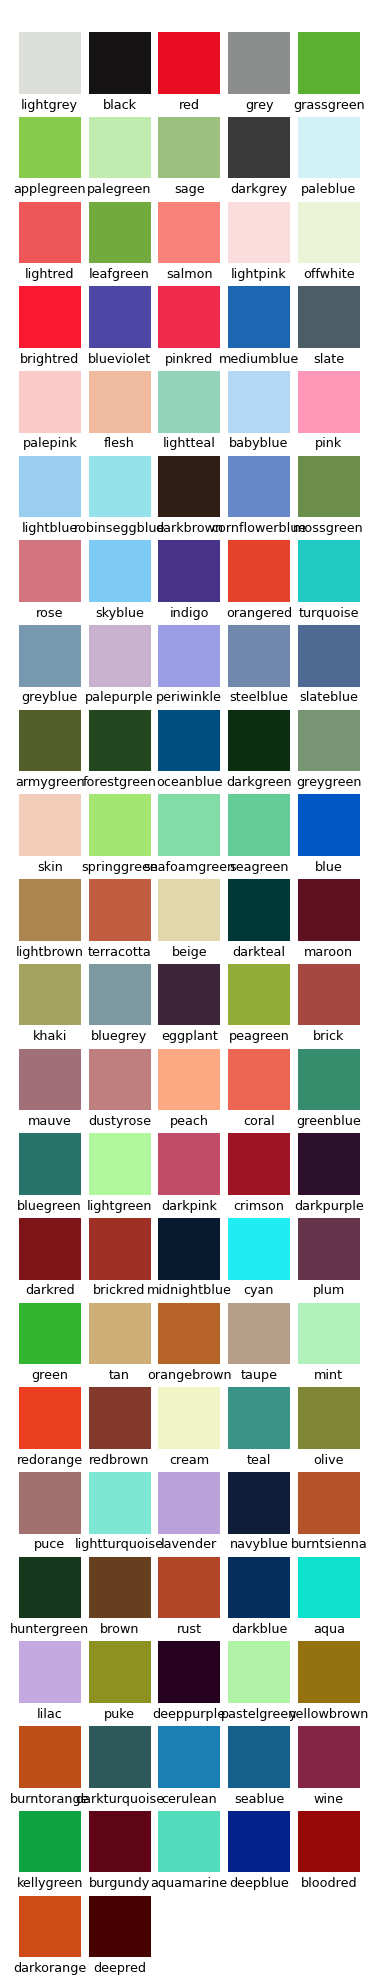 lightgrey black red grey grassgreen
applegreen palegreen sage darkgrey paleblue
lightred leafgreen salmon lightpink offwhite
brightred blueviolet pinkred mediumblue slate
palepink flesh lightteal babyblue pink
lightblue robinseggblue darkbrown cornflowerblue mossgreen
rose skyblue indigo orangered turquoise
greyblue palepurple periwinkle steelblue slateblue
armygreen forestgreen oceanblue darkgreen greygreen
skin springgreen seafoamgreen seagreen blue
lightbrown terracotta beige darkteal maroon
khaki bluegrey eggplant peagreen brick
mauve dustyrose peach coral greenblue
bluegreen lightgreen darkpink crimson darkpurple
darkred brickred midnightblue cyan plum
green tan orangebrown taupe mint
redorange redbrown cream teal olive
puce lightturquoise lavender navyblue burntsienna
huntergreen brown rust darkblue aqua
lilac puke deeppurple pastelgreen yellowbrown
burntorange darkturquoise cerulean seablue wine
kellygreen burgundy aquamarine deepblue bloodred
darkorange deepred